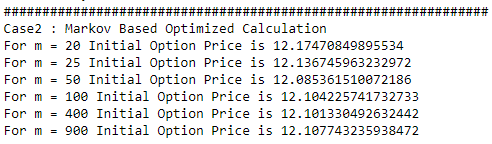 ################################################################
Case2 : Markov Based Optimized Calculation
For m = 20 Initial Option Price is 12.17470849895534
For m = 25 Initial Option Price is 12.136745963232972
For m = 50 Initial Option Price is 12.085361510072186
For m = 100 Initial Option Price is 12.104225741732733
For m = 400 Initial Option Price is 12.101330492632442
For m = 900 Initial Option Price is 12.107743235938472